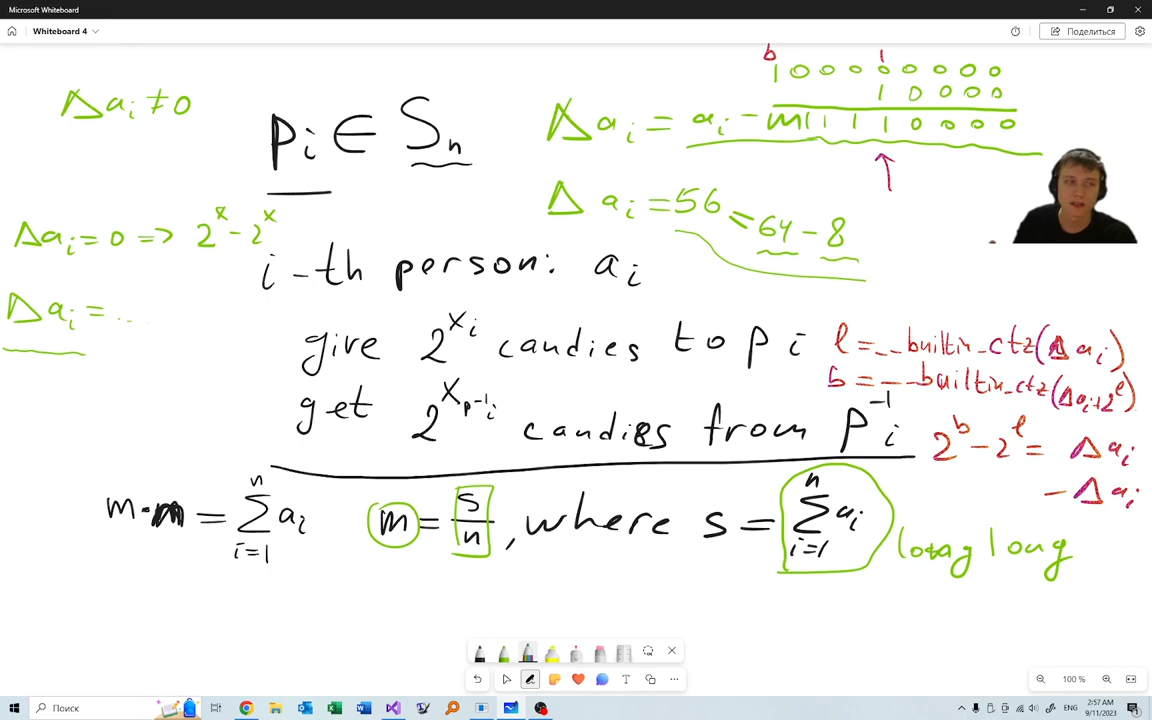 Microsoft Whiteboard
Whiteboard 4
Поделиться
Δaᵢ ≠ 0
pᵢ ∈ Sₙ
b 1
1 0 0 0 0 0 0 0 0
1 0 0 0 0
1 1 1 1 0 0 0 0
Δaᵢ = aᵢ - m
Δaᵢ = 56 = 64 - 8
Δaᵢ = 0 => 2ˣ - 2ˣ
i-th person: aᵢ
Δaᵢ = ...
give 2^{xᵢ} candies to pᵢ
l = __builtin_ctz(Δaᵢ)
b = __builtin_ctz(Δaᵢ+2^l)
get 2^{x_{p⁻¹ᵢ}} candies from p⁻¹ᵢ
2^b - 2^l = Δaᵢ
- Δaᵢ
= Σ_{i=1}^{n} aᵢ m = s/n, where s = Σ_{i=1}^{n} aᵢ
long long
100 %
Поиск
ENG
2:57 AM
9/11/2023